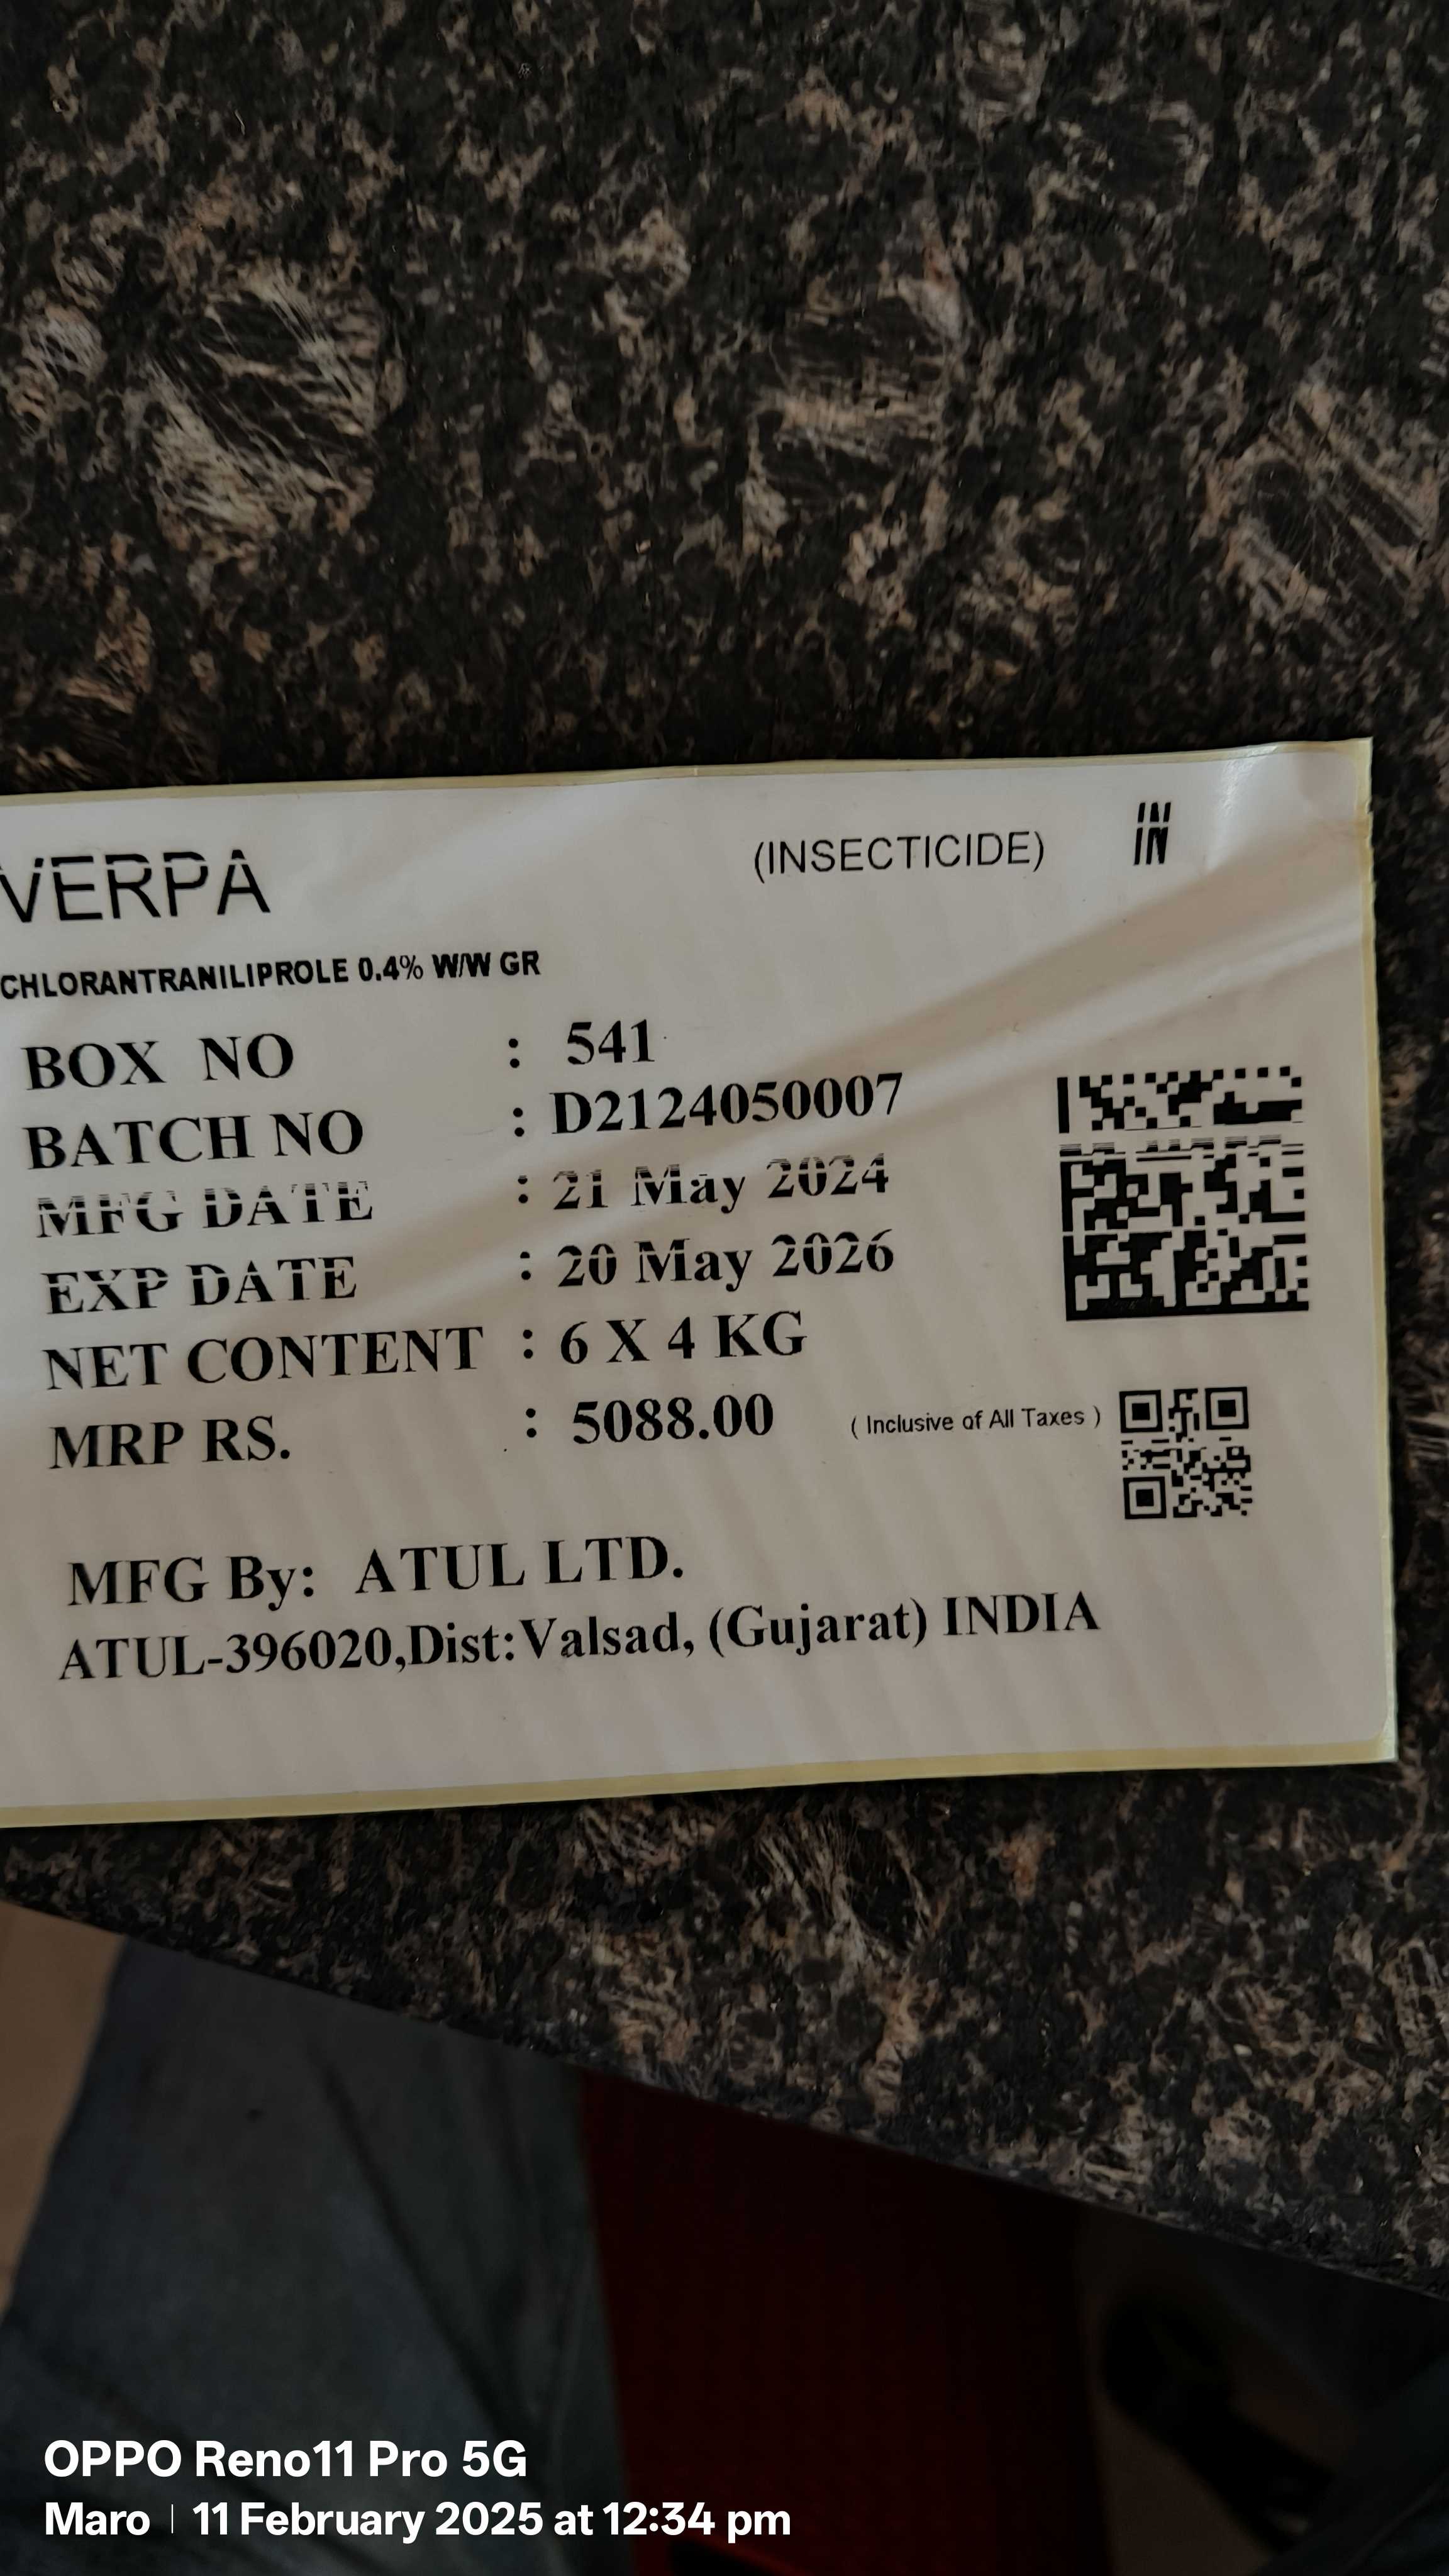 VERPA (INSECTICIDE) IN
CHLORANTRANILIPROLE 0.4% W/W GR
BOX NO : 541
BATCH NO : D2124050007
MFG DATE : 21 May 2024
EXP DATE : 20 May 2026
NET CONTENT : 6 X 4 KG
MRP RS. : 5088.00 ( Inclusive of All Taxes )
MFG By: ATUL LTD.
ATUL-396020,Dist:Valsad, (Gujarat) INDIA
OPPO Reno11 Pro 5G
Maro | 11 February 2025 at 12:34 pm